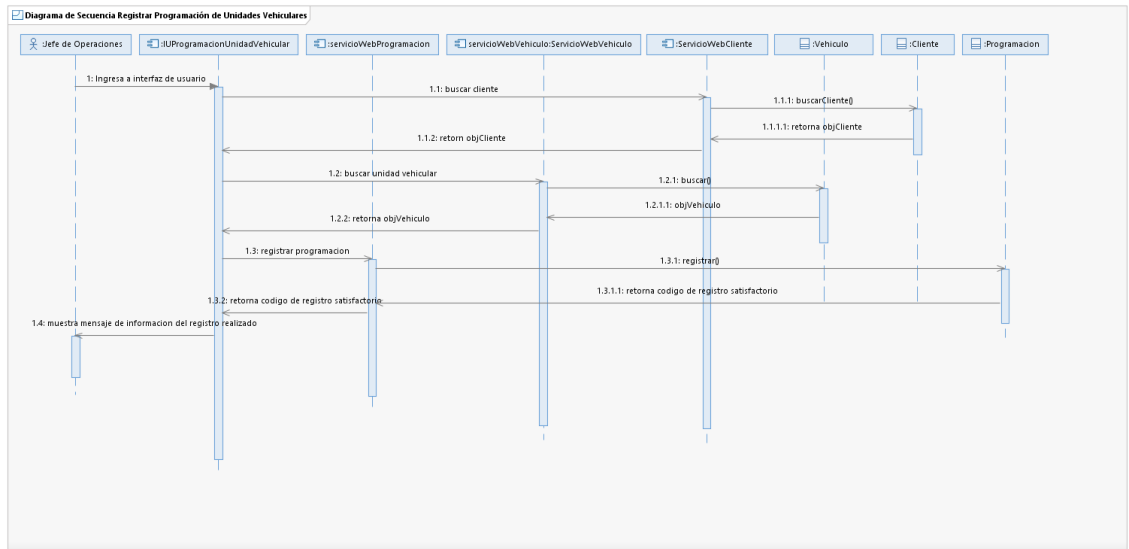 Diagrama de Secuencia Registrar Programación de Unidades Vehiculares
:Jefe de Operaciones
:IUProgramacionUnidadVehicular
:servicioWebProgramacion
servicioWebVehiculo:ServicioWebVehiculo
:ServicioWebCliente
:Vehiculo
:Cliente
:Programacion
1: Ingresa a interfaz de usuario
1.1: buscar cliente
1.1.1: buscarCliente()
1.1.1.1: retorna objCliente
1.1.2: retorn objCliente
1.2: buscar unidad vehicular
1.2.1: buscar()
1.2.1.1: objVehiculo
1.2.2: retorna objVehiculo
1.3: registrar programacion
1.3.1: registrar()
1.3.1.1: retorna codigo de registro satisfactorio
1.3.2: retorna codigo de registro satisfactorio
1.4: muestra mensaje de informacion del registro realizado